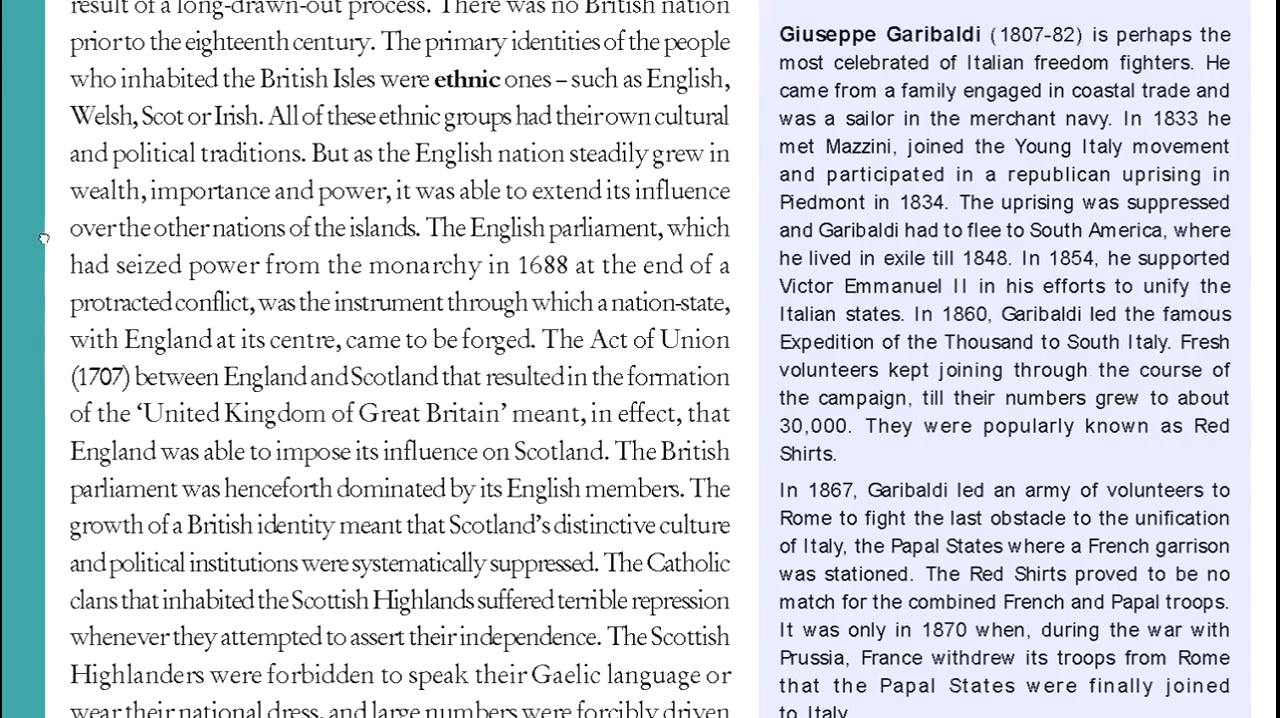 result of a long-drawn-out process. There was no British nation
prior to the eighteenth century. The primary identities of the people
who inhabited the British Isles were ethnic ones – such as English,
Welsh, Scot or Irish. All of these ethnic groups had their own cultural
and political traditions. But as the English nation steadily grew in
wealth, importance and power, it was able to extend its influence
over the other nations of the islands. The English parliament, which
had seized power from the monarchy in 1688 at the end of a
protracted conflict, was the instrument through which a nation-state,
with England at its centre, came to be forged. The Act of Union
(1707) between England and Scotland that resulted in the formation
of the ‘United Kingdom of Great Britain’ meant, in effect, that
England was able to impose its influence on Scotland. The British
parliament was henceforth dominated by its English members. The
growth of a British identity meant that Scotland’s distinctive culture
and political institutions were systematically suppressed. The Catholic
clans that inhabited the Scottish Highlands suffered terrible repression
whenever they attempted to assert their independence. The Scottish
Highlanders were forbidden to speak their Gaelic language or
wear their national dress, and large numbers were forcibly driven
Giuseppe Garibaldi (1807-82) is perhaps the
most celebrated of Italian freedom fighters. He
came from a family engaged in coastal trade and
was a sailor in the merchant navy. In 1833 he
met Mazzini, joined the Young Italy movement
and participated in a republican uprising in
Piedmont in 1834. The uprising was suppressed
and Garibaldi had to flee to South America, where
he lived in exile till 1848. In 1854, he supported
Victor Emmanuel II in his efforts to unify the
Italian states. In 1860, Garibaldi led the famous
Expedition of the Thousand to South Italy. Fresh
volunteers kept joining through the course of
the campaign, till their numbers grew to about
30,000. They were popularly known as Red
Shirts.
In 1867, Garibaldi led an army of volunteers to
Rome to fight the last obstacle to the unification
of Italy, the Papal States where a French garrison
was stationed. The Red Shirts proved to be no
match for the combined French and Papal troops.
It was only in 1870 when, during the war with
Prussia, France withdrew its troops from Rome
that the Papal States were finally joined
to Italy.